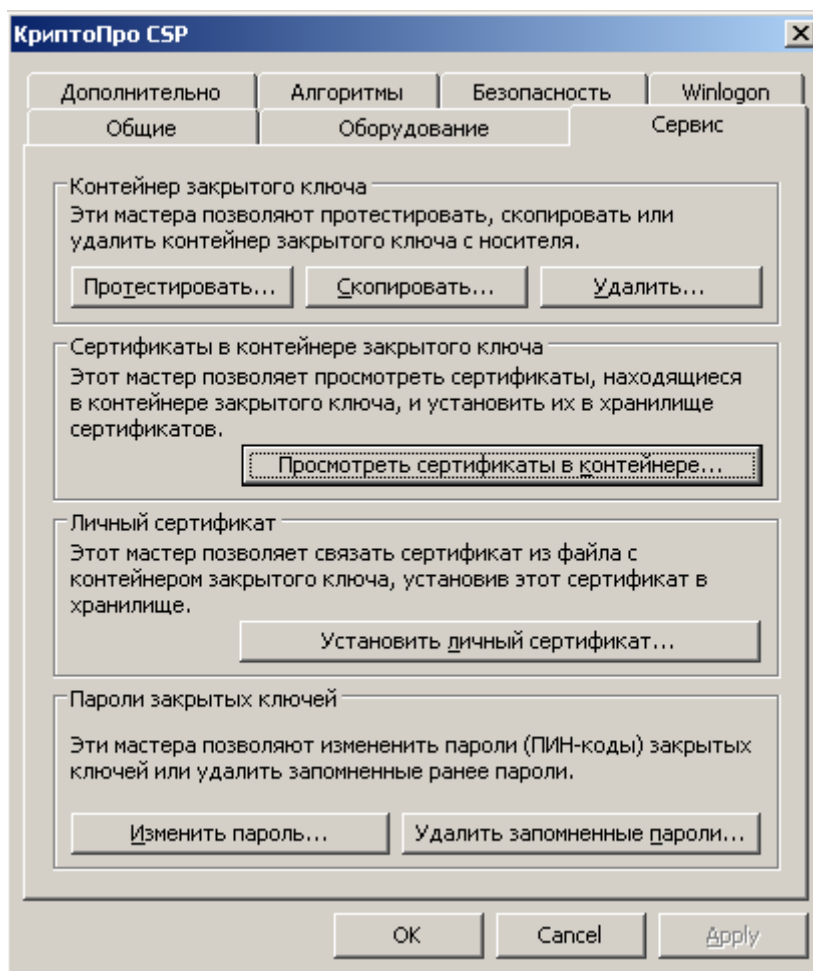 КриптоПро CSP
Дополнительно Алгоритмы Безопасность Winlogon
Общие Оборудование Сервис
Контейнер закрытого ключа
Эти мастера позволяют протестировать, скопировать или
удалить контейнер закрытого ключа с носителя.
Протестировать... Скопировать... Удалить...
Сертификаты в контейнере закрытого ключа
Этот мастер позволяет просмотреть сертификаты, находящиеся
в контейнере закрытого ключа, и установить их в хранилище
сертификатов.
Просмотреть сертификаты в контейнере...
Личный сертификат
Этот мастер позволяет связать сертификат из файла с
контейнером закрытого ключа, установив этот сертификат в
хранилище.
Установить личный сертификат...
Пароли закрытых ключей
Эти мастера позволяют измененить пароли (ПИН-коды) закрытых
ключей или удалить запомненные ранее пароли.
Изменить пароль... Удалить запомненные пароли...
OK Cancel Apply